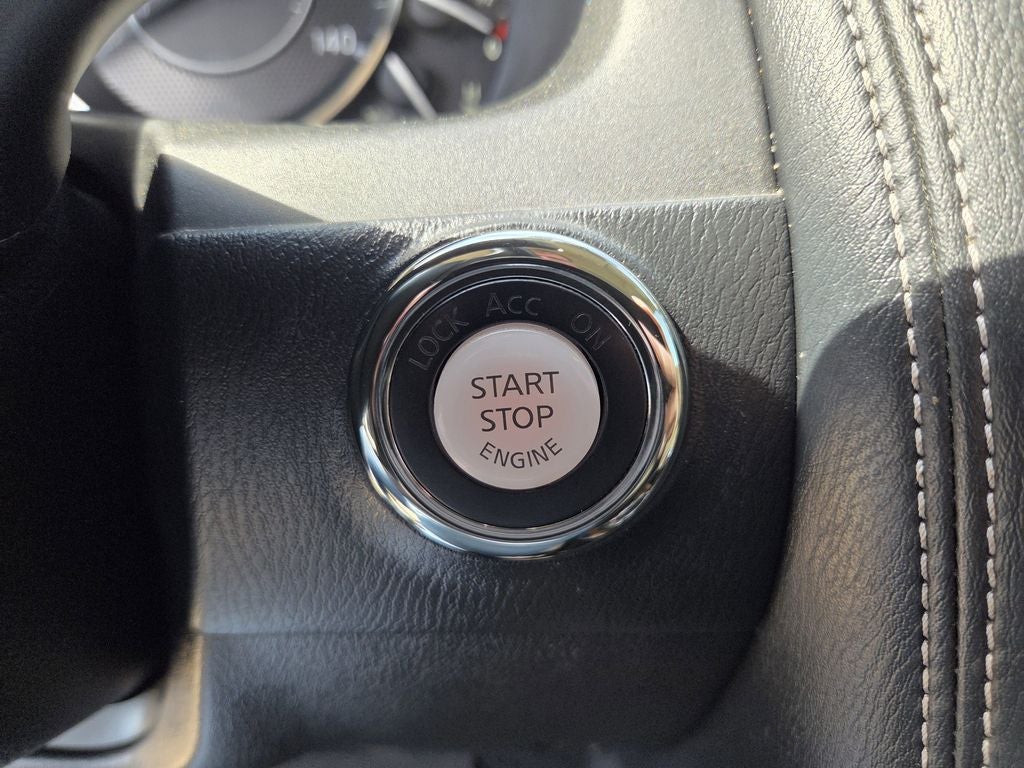 140
LOCK ACC ON
START
STOP
ENGINE